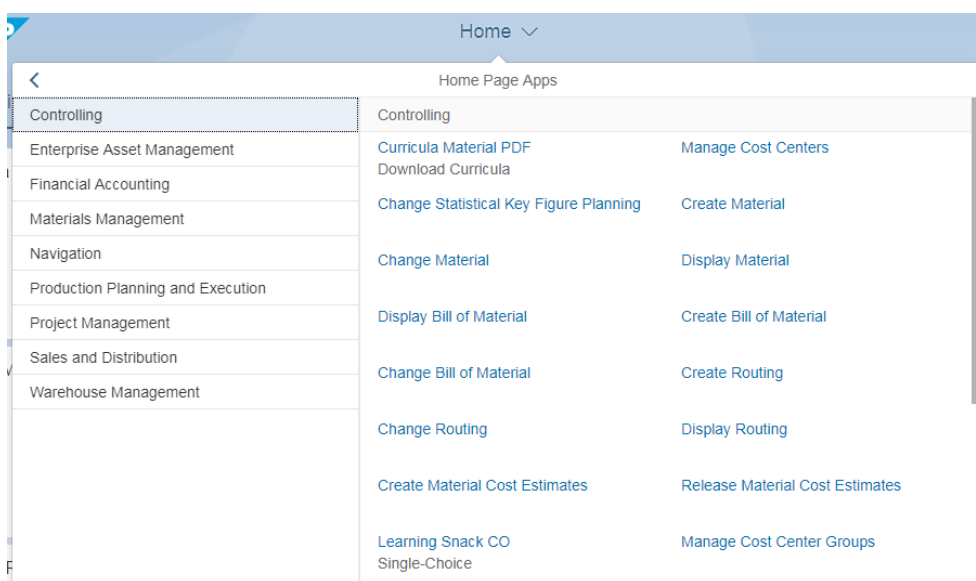 Home
Home Page Apps
Controlling
Enterprise Asset Management
Financial Accounting
Materials Management
Navigation
Production Planning and Execution
Project Management
Sales and Distribution
Warehouse Management
Controlling
Curricula Material PDF
Download Curricula
Manage Cost Centers
Change Statistical Key Figure Planning
Create Material
Change Material
Display Material
Display Bill of Material
Create Bill of Material
Change Bill of Material
Create Routing
Change Routing
Display Routing
Create Material Cost Estimates
Release Material Cost Estimates
Learning Snack CO
Single-Choice
Manage Cost Center Groups